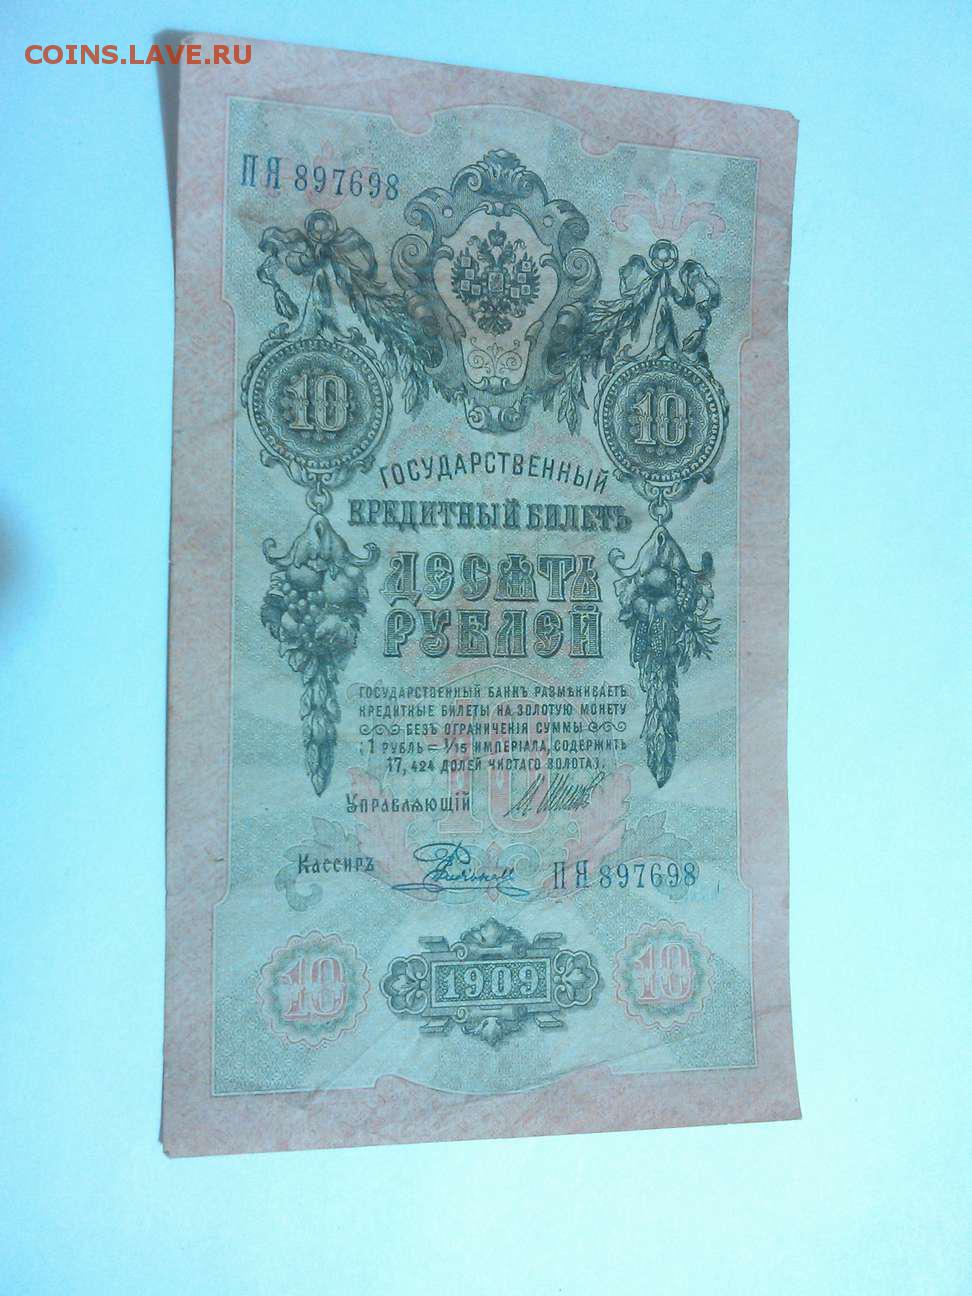 COINS.LAVE.RU
ПЯ 897698
10 10
ГОСУДАРСТВЕННЫЙ
КРЕДИТНЫЙ БИЛЕТЪ
ДЕСЯТЬ
РУБЛЕЙ
ГОСУДАРСТВЕННЫЙ БАНКЪ РАЗМѢНИВАЕТЪ
КРЕДИТНЫЕ БИЛЕТЫ НА ЗОЛОТУЮ МОНЕТУ
БЕЗЪ ОГРАНИЧЕНІЯ СУММЫ
(1 РУБЛЬ = 1/15 ИМПЕРІАЛА, СОДЕРЖИТЪ
17,424 ДОЛЕЙ ЧИСТАГО ЗОЛОТА).
10
УПРАВЛЯЮЩІЙ
КАССИРЪ
ПЯ 897698
10 1909 10